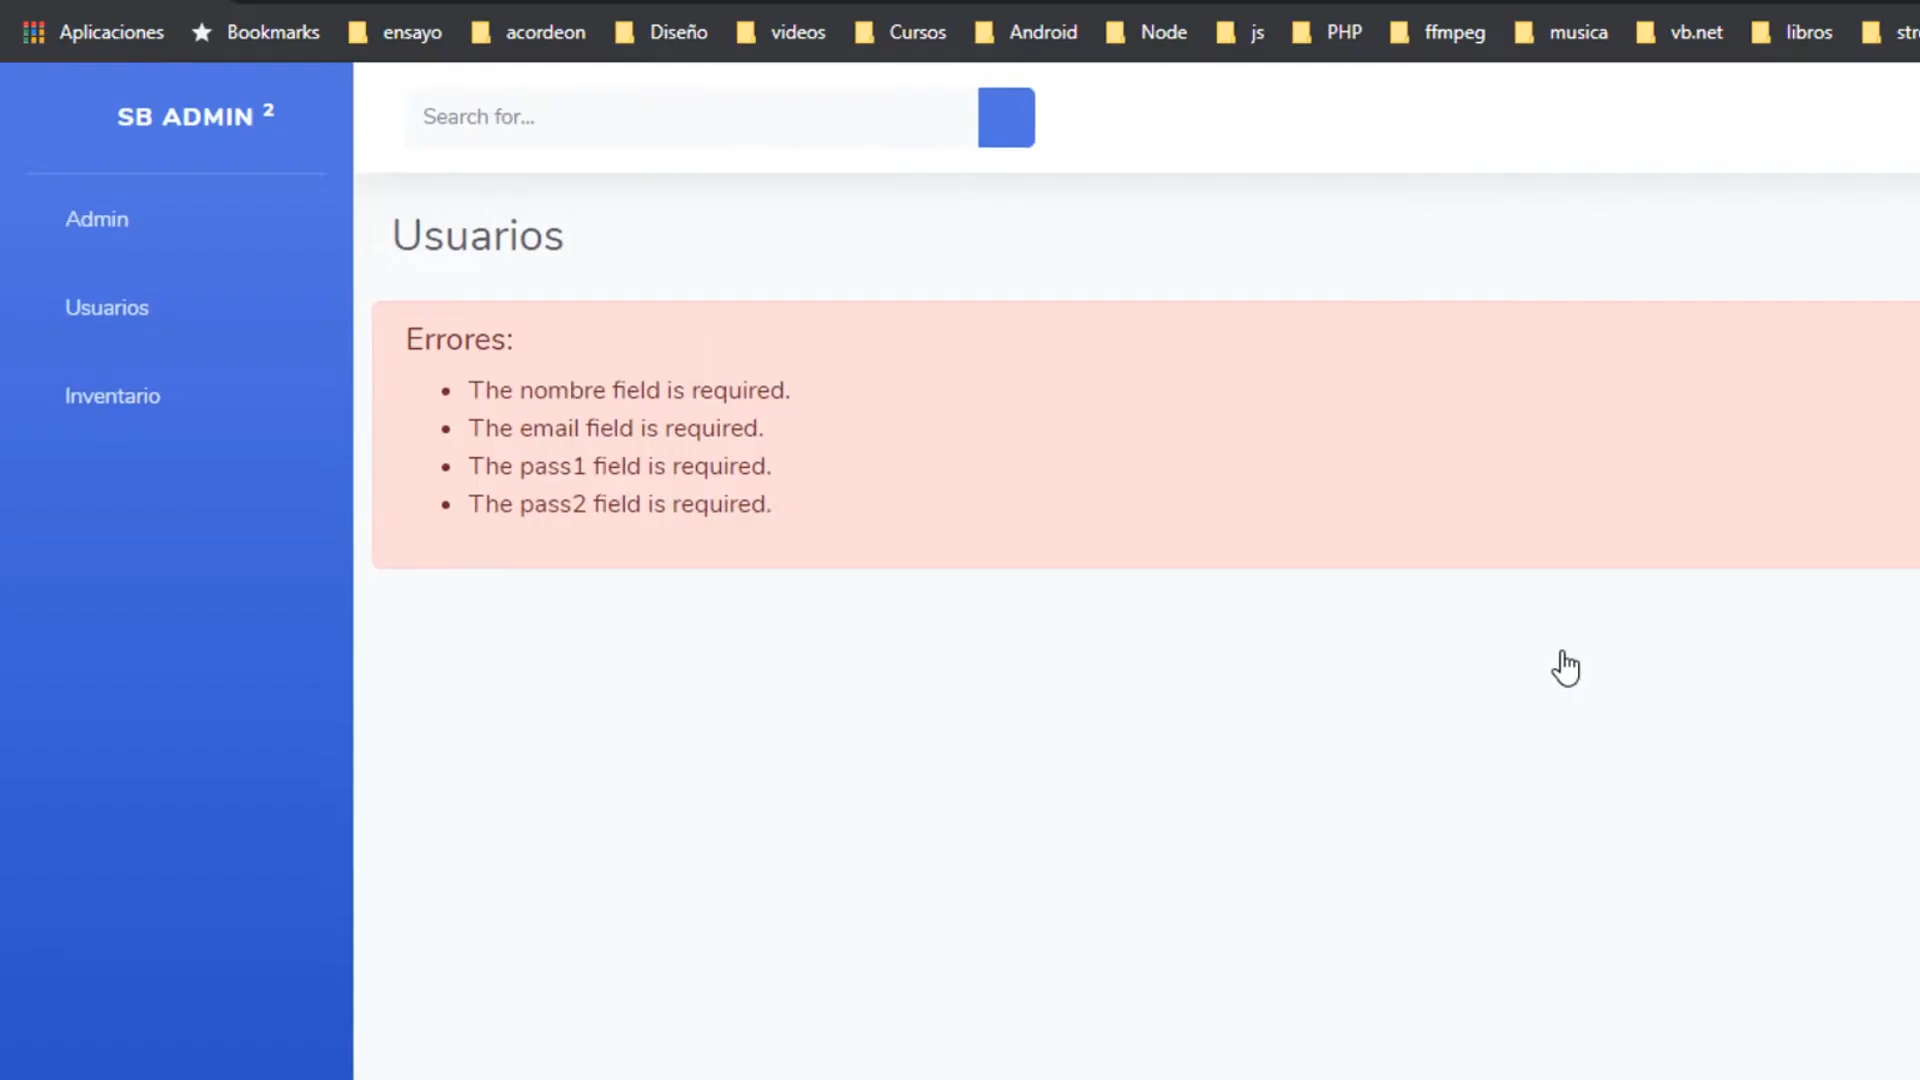 Aplicaciones Bookmarks ensayo acordeon Diseño videos Cursos Android Node js PHP ffmpeg musica vb.net libros
SB ADMIN 2
Search for...
Admin
Usuarios
Inventario
Usuarios
Errores:
The nombre field is required.
The email field is required.
The pass1 field is required.
The pass2 field is required.